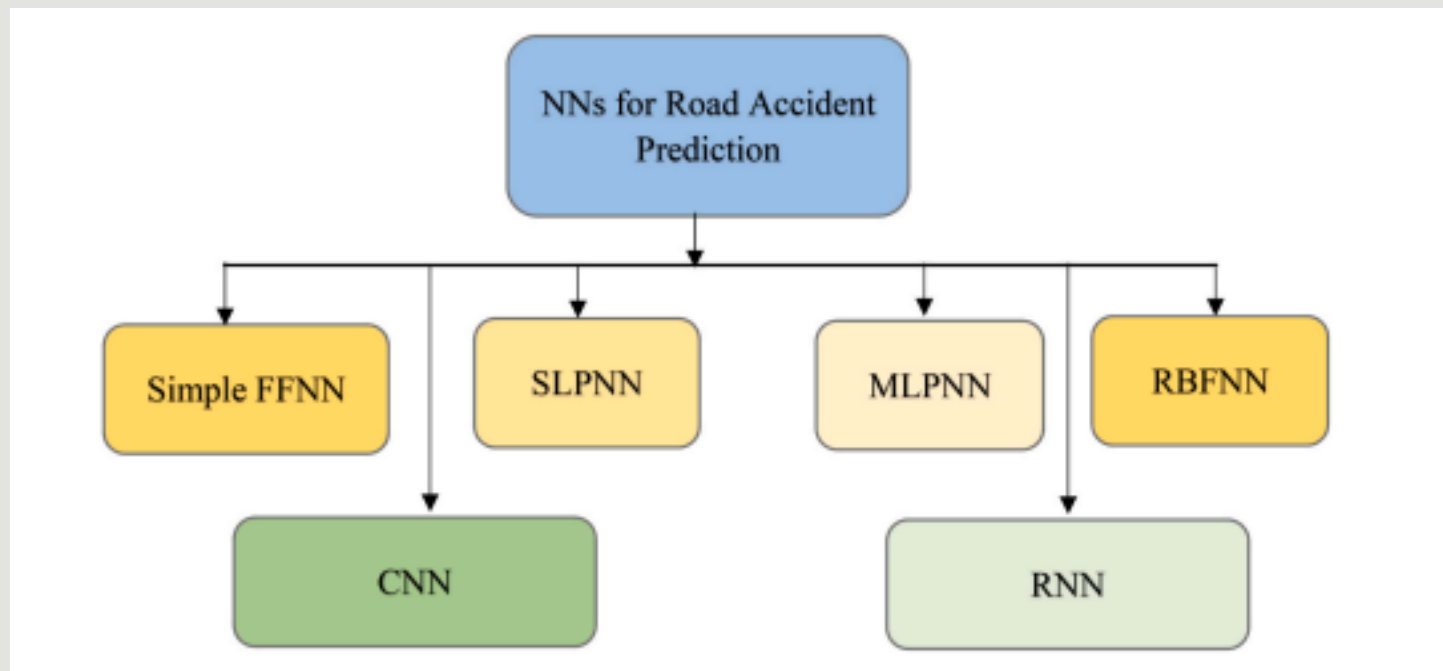 NNs for Road Accident
Prediction
Simple FFNN
SLPNN
MLPNN
RBFNN
CNN
RNN